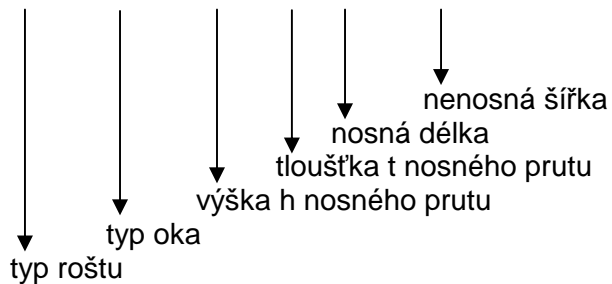 nenosná šířka
nosná délka
tloušťka t nosného prutu
výška h nosného prutu
typ oka
typ roštu